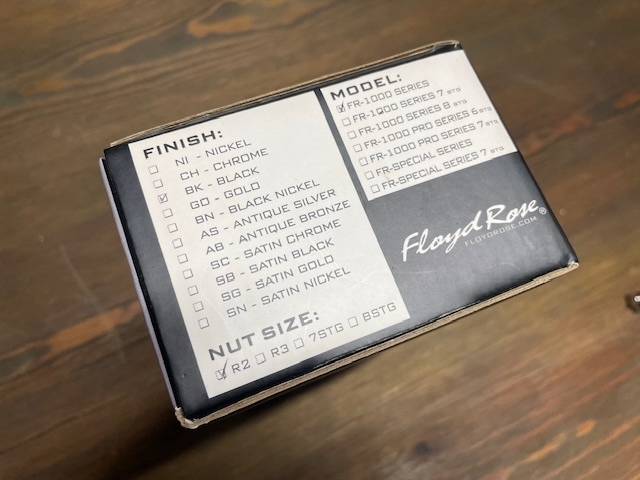 FINISH:
NI - NICKEL
CH - CHROME
BK - BLACK
GO - GOLD
BN - BLACK NICKEL
AS - ANTIQUE SILVER
AB - ANTIQUE BRONZE
SC - SATIN CHROME
SB - SATIN BLACK
SG - SATIN GOLD
SN - SATIN NICKEL
NUT SIZE:
R2 R3 7STG 8STG
MODEL:
FR-1000 SERIES
FR-1000 SERIES 7 STG
FR-1000 SERIES 8 STG
FR-1000 PRO SERIES 6 STG
FR-1000 PRO SERIES 7 STG
FR-SPECIAL SERIES
FR-SPECIAL SERIES 7 STG
Floyd Rose®
FLOYDROSE.COM